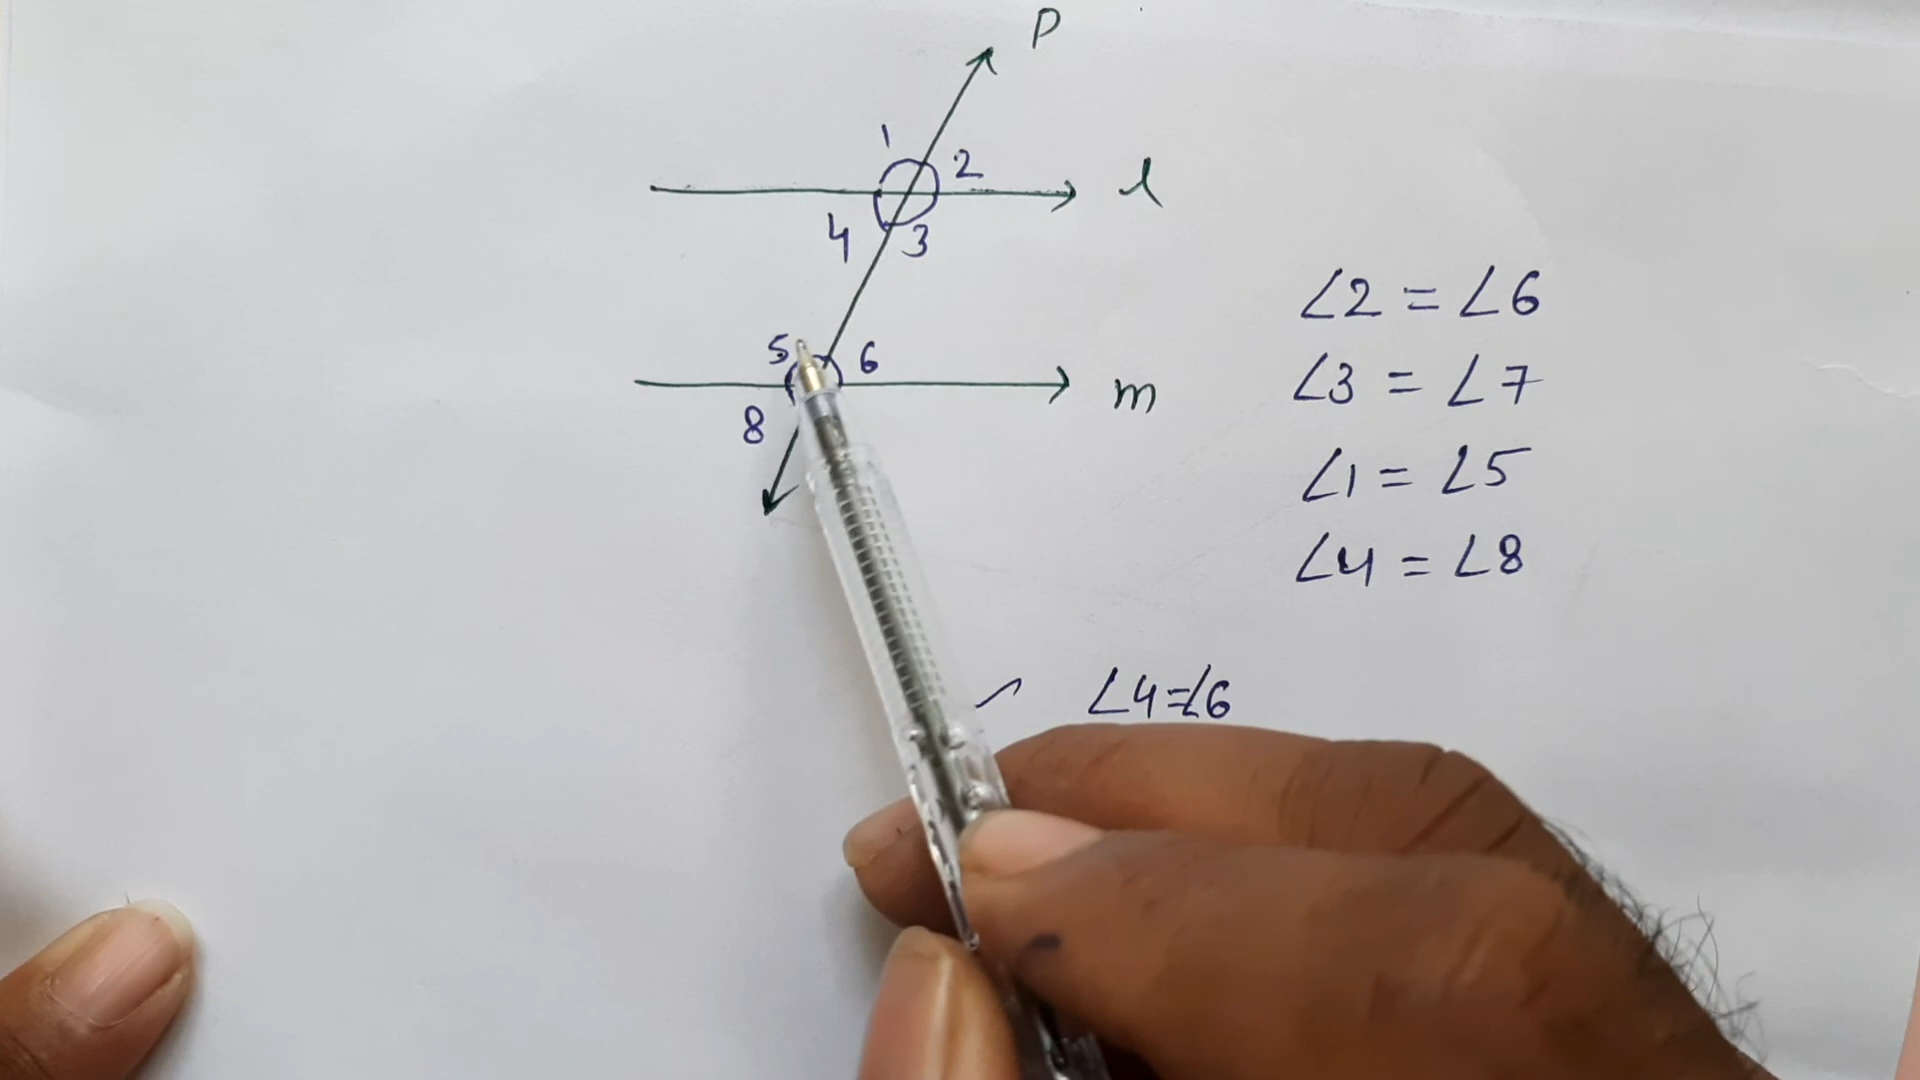 P
1
2
l
4
3
5
6
m
8
∠2 = ∠6
∠3 = ∠7
∠1 = ∠5
∠4 = ∠8
∠4=∠6